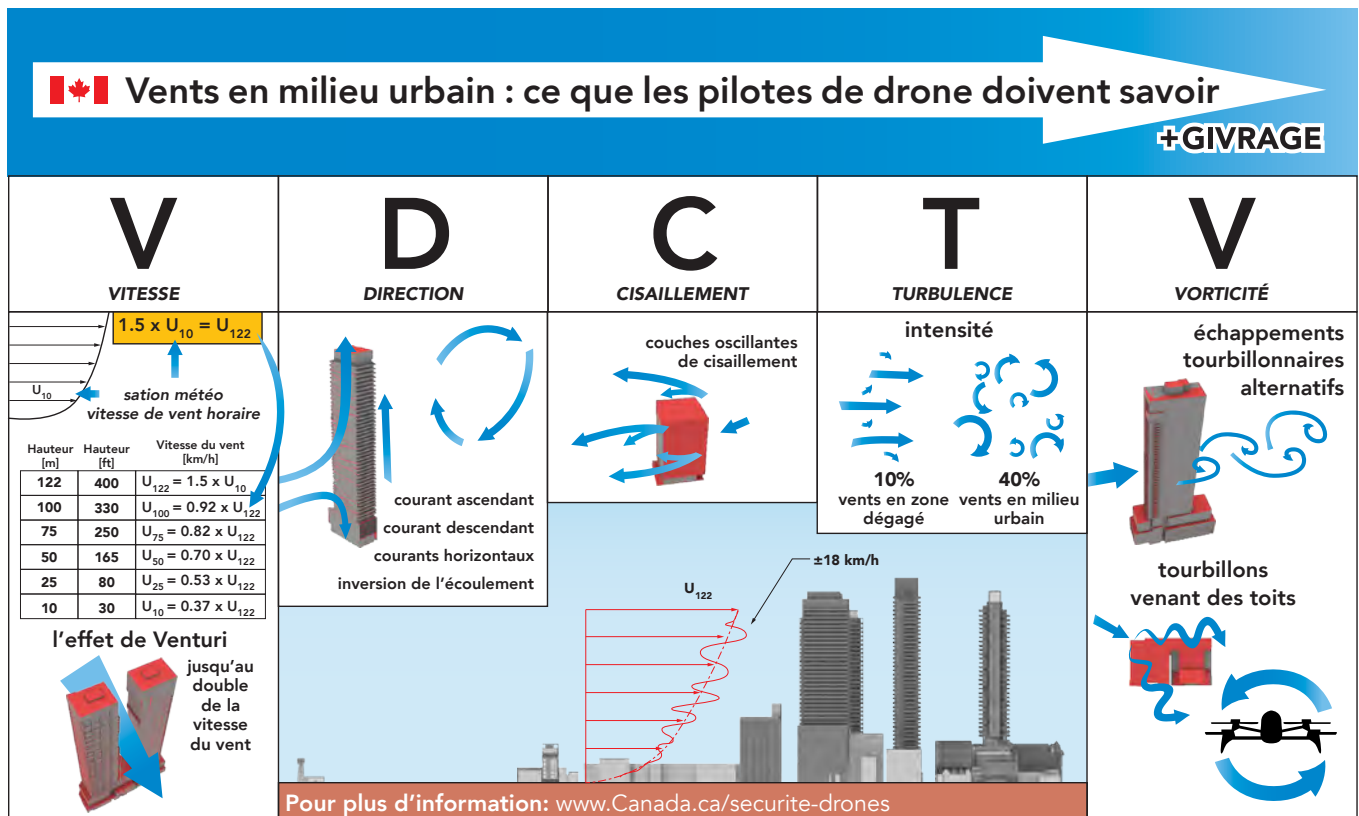 Vents en milieu urbain : ce que les pilotes de drone doivent savoir
+GIVRAGE
V
VITESSE
1.5 x U10 = U122
U10
sation météo
vitesse de vent horaire
Hauteur [m] Hauteur [ft] Vitesse du vent [km/h]
122 400 U122 = 1.5 x U10
100 330 U100 = 0.92 x U122
75 250 U75 = 0.82 x U122
50 165 U50 = 0.70 x U122
25 80 U25 = 0.53 x U122
10 30 U10 = 0.37 x U122
l'effet de Venturi
jusqu'au
double
de la
vitesse
du vent
D
DIRECTION
courant ascendant
courant descendant
courants horizontaux
inversion de l'écoulement
C
CISAILLEMENT
couches oscillantes
de cisaillement
T
TURBULENCE
intensité
10%
vents en zone
dégagé
40%
vents en milieu
urbain
±18 km/h
U122
V
VORTICITÉ
échappements
tourbillonnaires
alternatifs
tourbillons
venant des toits
Pour plus d'information: www.Canada.ca/securite-drones